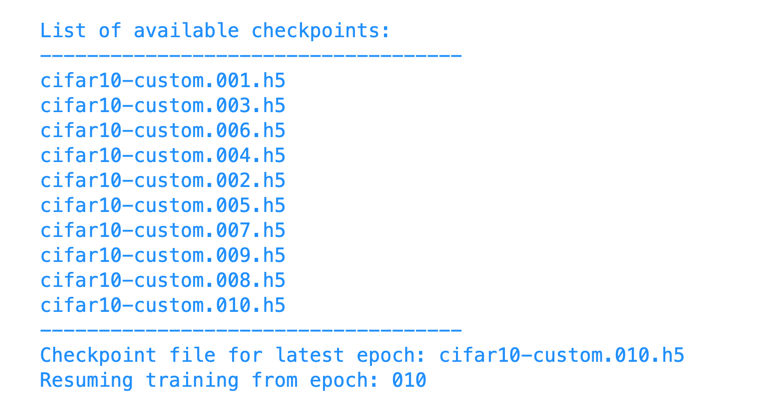 List of available checkpoints:
------------------------------------
cifar10-custom.001.h5
cifar10-custom.003.h5
cifar10-custom.006.h5
cifar10-custom.004.h5
cifar10-custom.002.h5
cifar10-custom.005.h5
cifar10-custom.007.h5
cifar10-custom.009.h5
cifar10-custom.008.h5
cifar10-custom.010.h5
------------------------------------
Checkpoint file for latest epoch: cifar10-custom.010.h5
Resuming training from epoch: 010